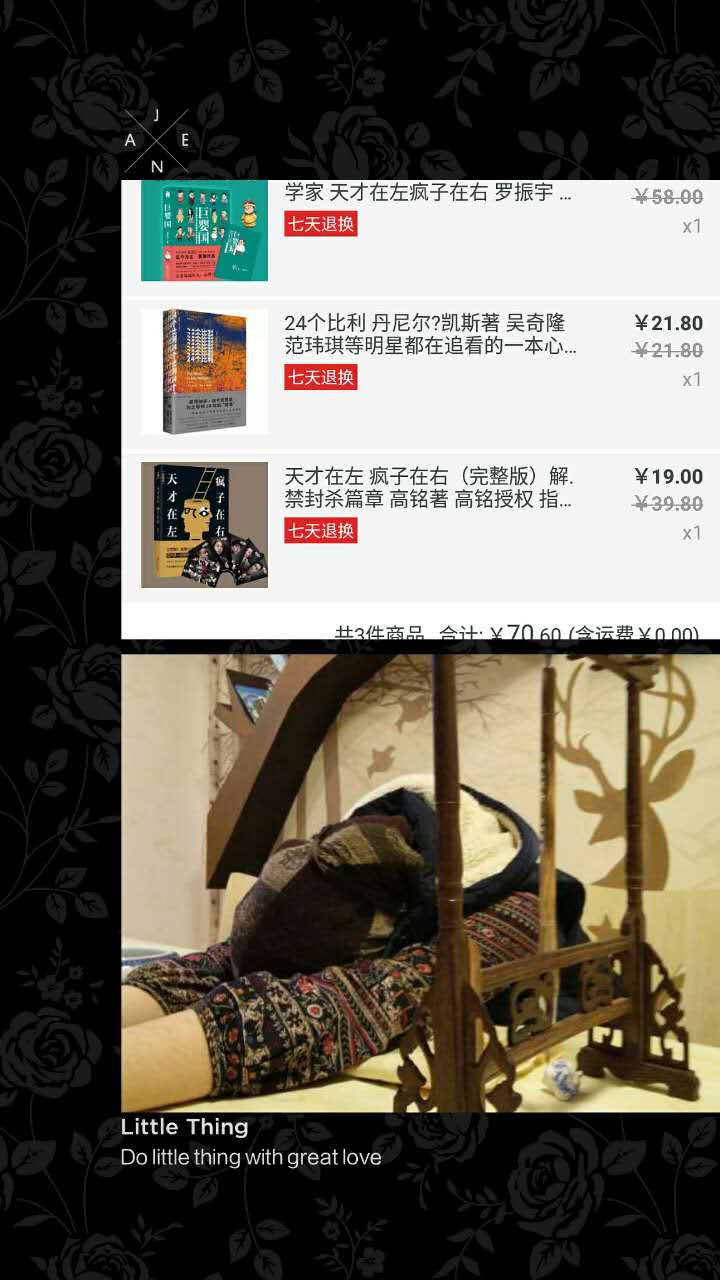 J
A E
N
学家 天才在左疯子在右 罗振宇 ...
￥58.00
七天退换
x1
巨婴国
24个比利 丹尼尔?凯斯著 吴奇隆
￥21.80
范玮琪等明星都在追看的一本心...
￥21.80
七天退换
x1
24个比利
天才在左 疯子在右（完整版）解.
￥19.00
禁封杀篇章 高铭著 高铭授权 指...
￥39.80
七天退换
x1
天才在左
疯子在右
共3件商品 合计: ￥70.60 (含运费￥0.00)
Little Thing
Do little thing with great love